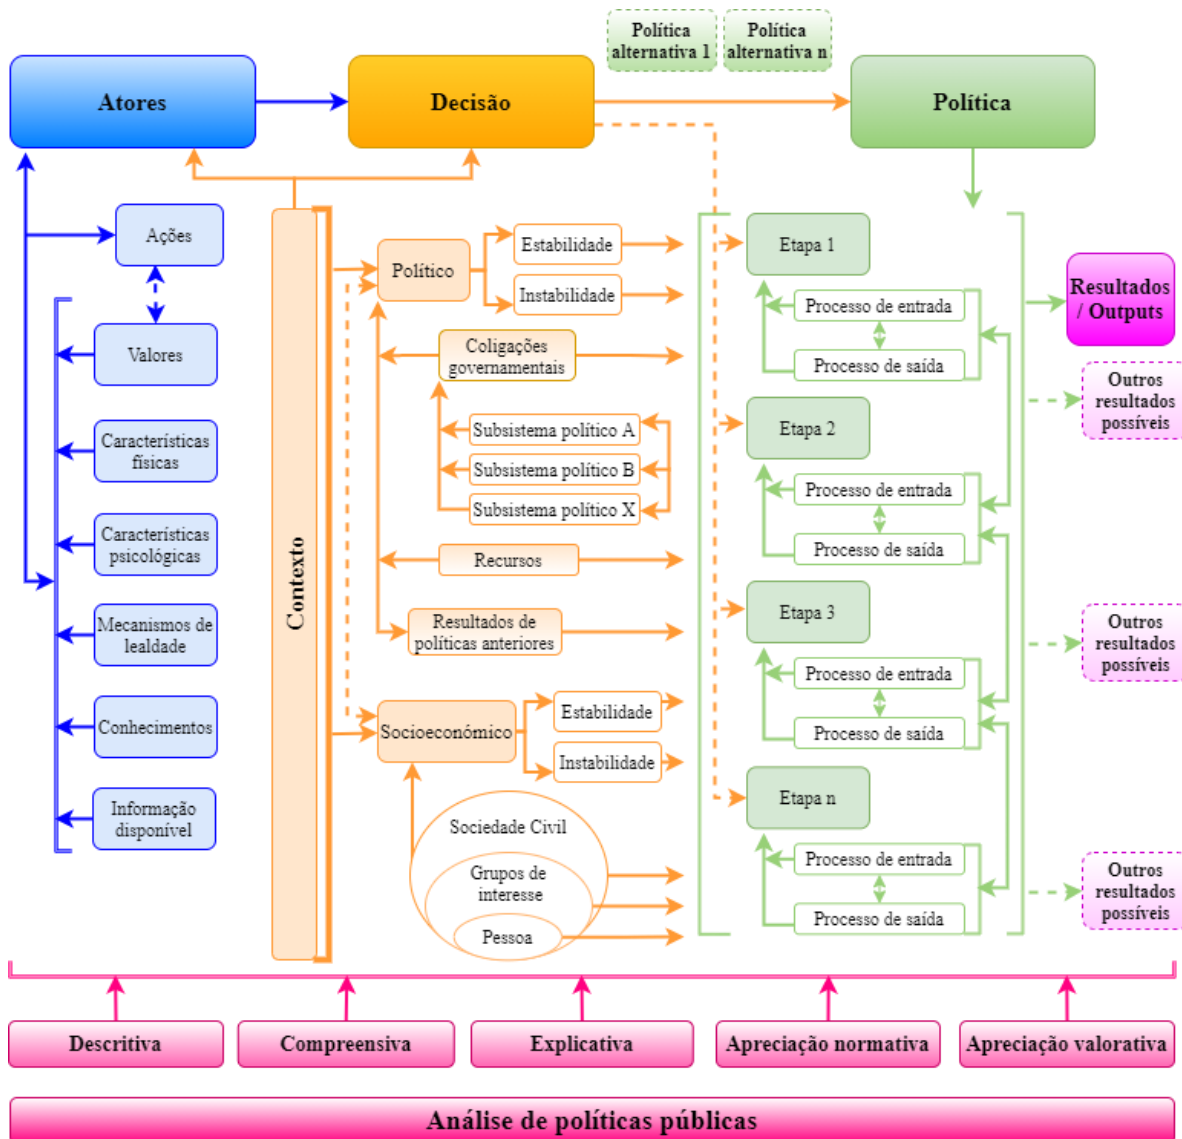 Política
alternativa 1
Política
alternativa n
Atores
Decisão
Política
Ações
Valores
Características
físicas
Características
psicológicas
Mecanismos de
lealdade
Conhecimentos
Informação
disponível
Contexto
Político
Estabilidade
Instabilidade
Coligações
governamentais
Subsistema político A
Subsistema político B
Subsistema político X
Recursos
Resultados de
políticas anteriores
Socioeconómico
Estabilidade
Instabilidade
Sociedade Civil
Grupos de
interesse
Pessoa
Etapa 1
Processo de entrada
Processo de saída
Etapa 2
Processo de entrada
Processo de saída
Etapa 3
Processo de entrada
Processo de saída
Etapa n
Processo de entrada
Processo de saída
Resultados
/ Outputs
Outros
resultados
possíveis
Outros
resultados
possíveis
Outros
resultados
possíveis
Descritiva
Compreensiva
Explicativa
Apreciação normativa
Apreciação valorativa
Análise de políticas públicas